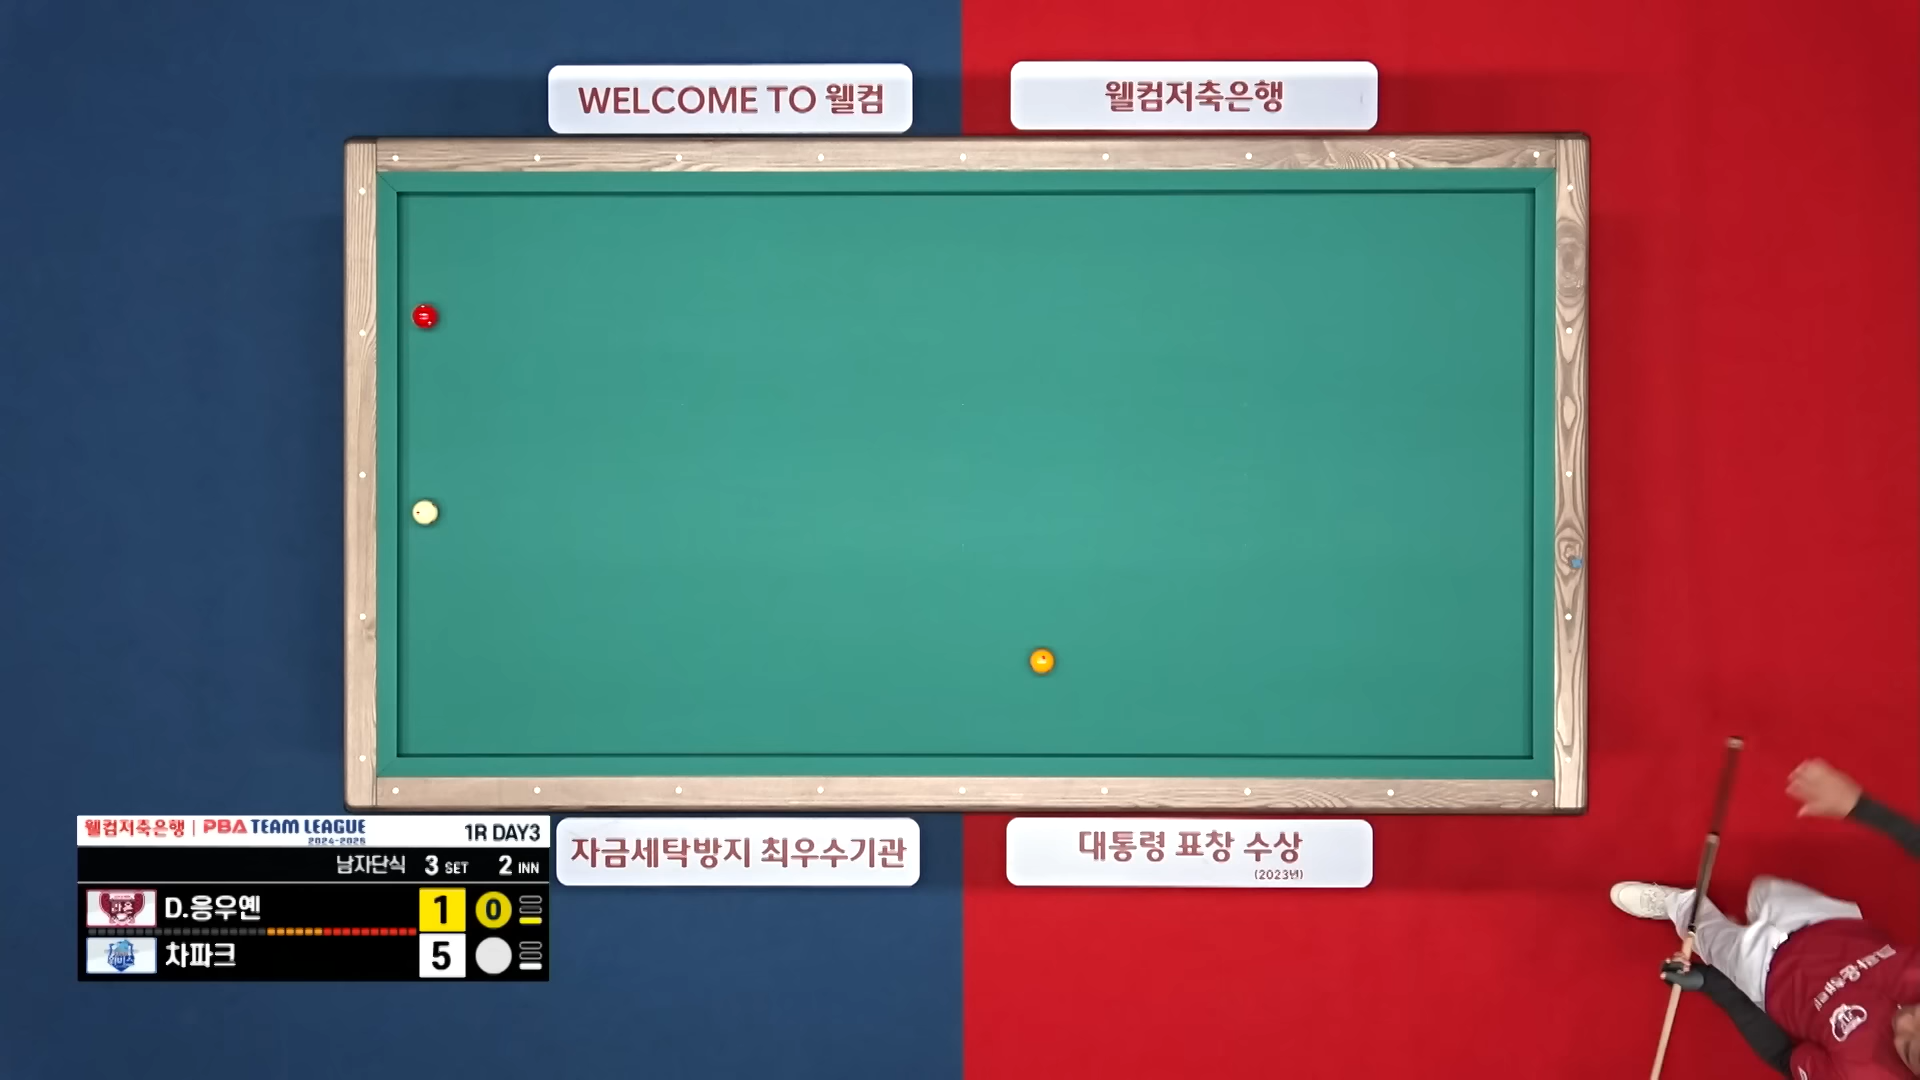 WELCOME TO 웰컴
웰컴저축은행
웰컴저축은행 | PBA TEAM LEAGUE
2024-2025
1R DAY3
남자단식 3 SET 2 INN
D.응우옌 1 0
차파크 5
자금세탁방지 최우수기관
대통령 표창 수상
(2023년)